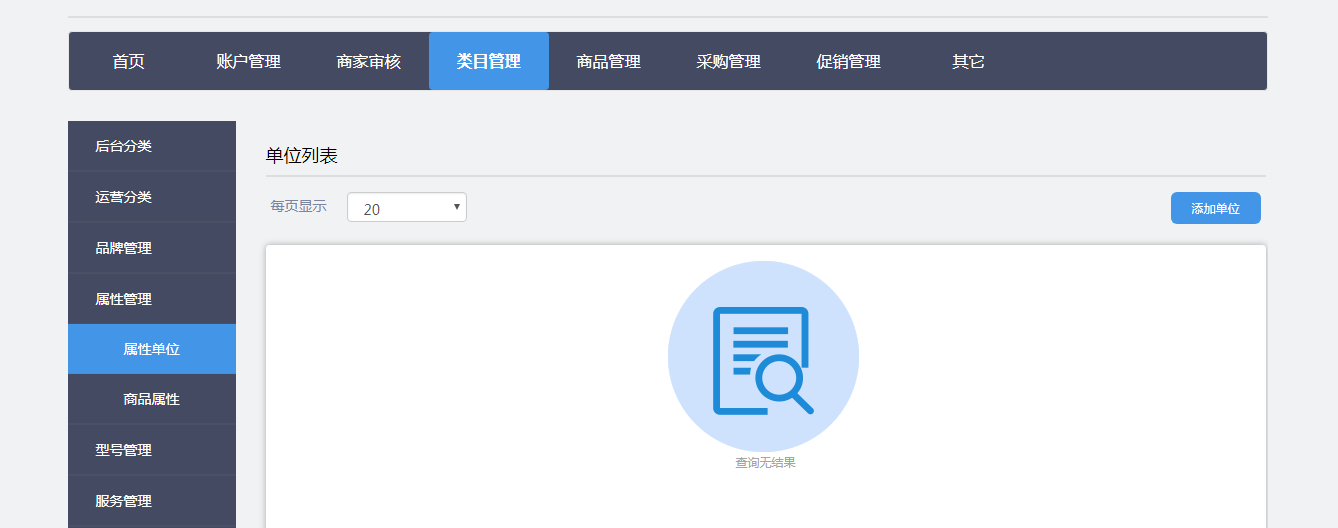 首页 账户管理 商家审核 类目管理 商品管理 采购管理 促销管理 其它
后台分类
运营分类
品牌管理
属性管理
属性单位
商品属性
型号管理
服务管理
单位列表
每页显示 20 添加单位
查询无结果